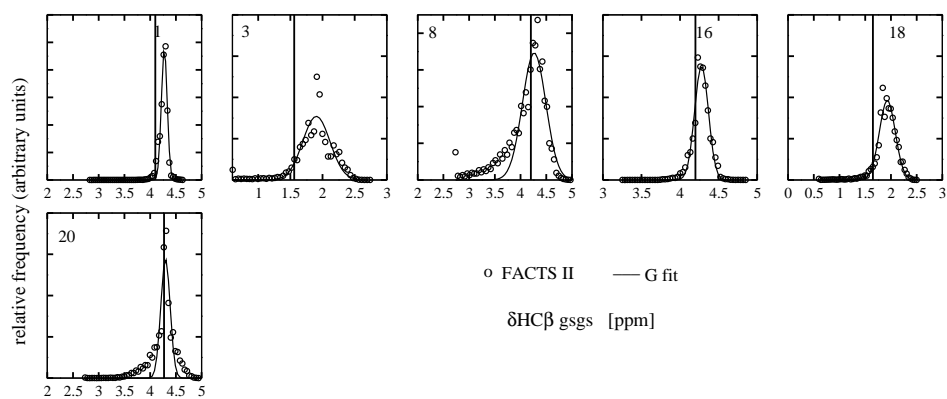 relative frequency (arbitrary units)
1
3
8
16
18
2 2.5 3 3.5 4 4.5 5
1 1.5 2 2.5 3
2 2.5 3 3.5 4 4.5 5
3 3.5 4 4.5 5
0 0.5 1 1.5 2 2.5 3
20
2 2.5 3 3.5 4 4.5 5
o FACTS II — G fit
δHCβ gsgs [ppm]